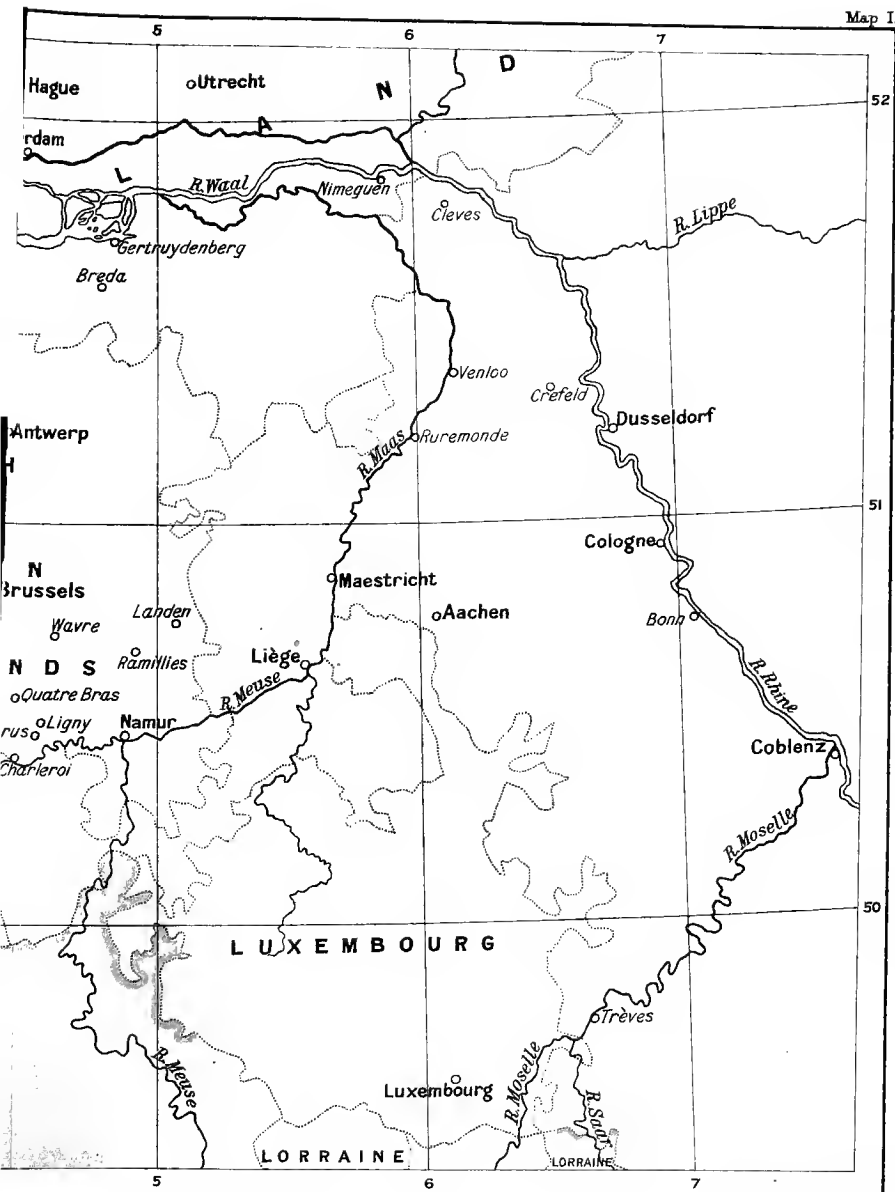 Map I
5 6 7
Hague
Utrecht
N
D
52
A
rdam
L
R. Waal
Nimeguen
Cleves
R. Lippe
Gertruydenberg
Breda
Venloo
Crefeld
Dusseldorf
Antwerp
H
Ruremonde
R. Maas
51
Cologne
N
Brussels
Maestricht
Landen
Aachen
Wavre
Bonn
N D S
Ramillies
Liège
R. Meuse
R. Rhine
Quatre Bras
Ligny
rus
Namur
Coblenz
Charleroi
R. Moselle
50
LUXEMBOURG
Trèves
R. Meuse
Luxembourg
R. Moselle
R. Saar
LORRAINE
LORRAINE
5 6 7